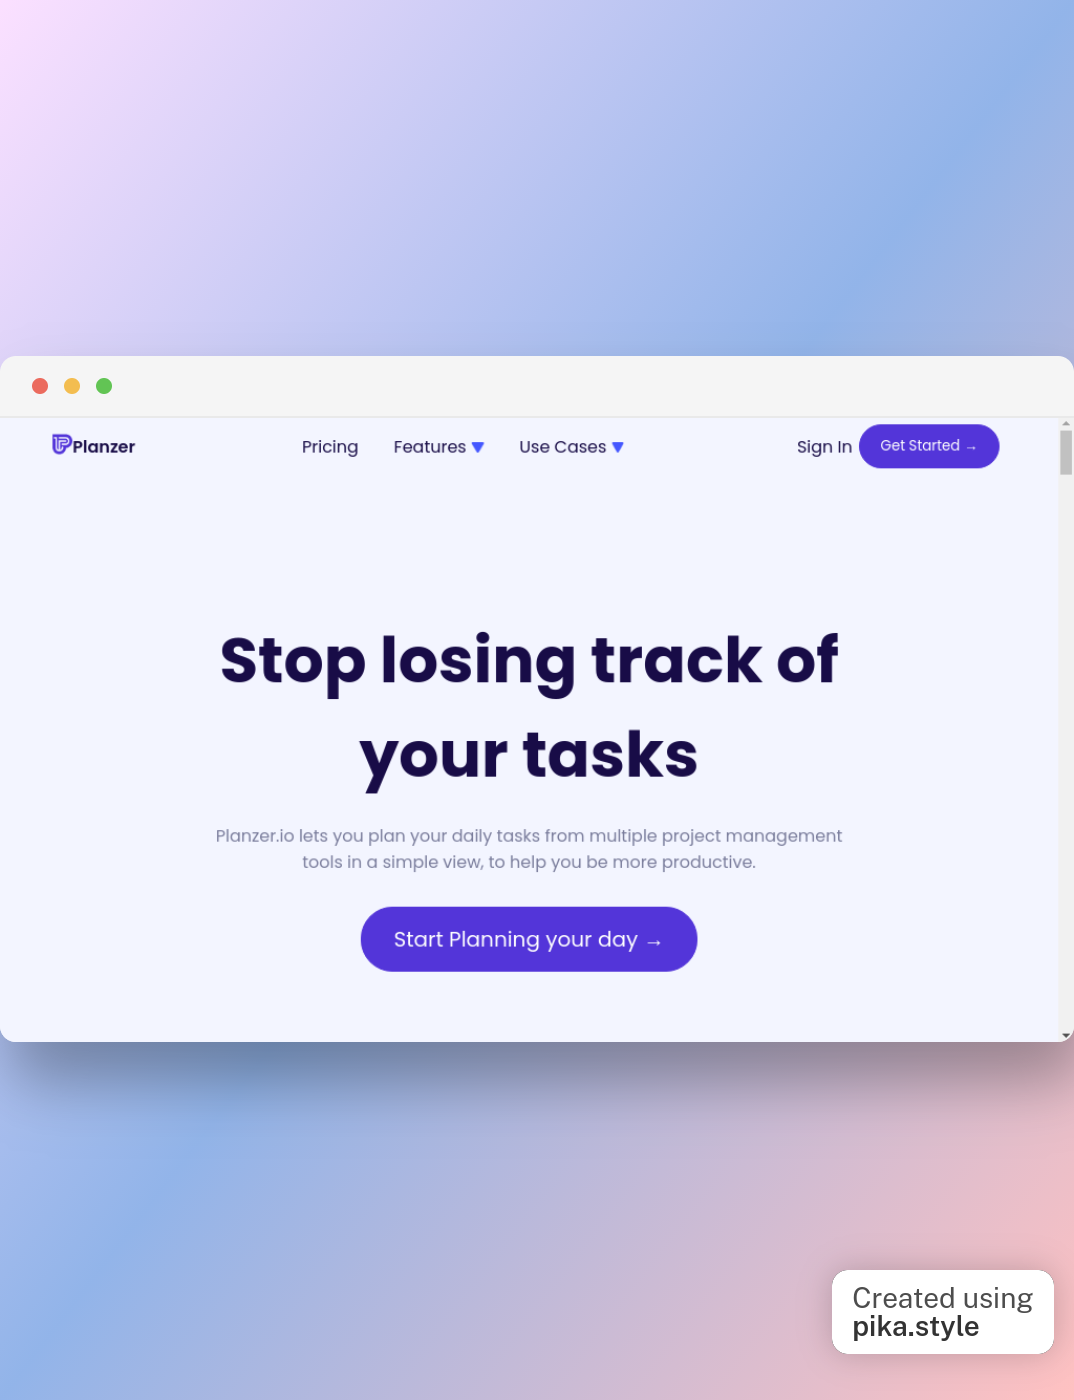 Planzer
Pricing Features ▼ Use Cases ▼
Sign In Get Started →
Stop losing track of
your tasks
Planzer.io lets you plan your daily tasks from multiple project management
tools in a simple view, to help you be more productive.
Start Planning your day →
Created using
pika.style